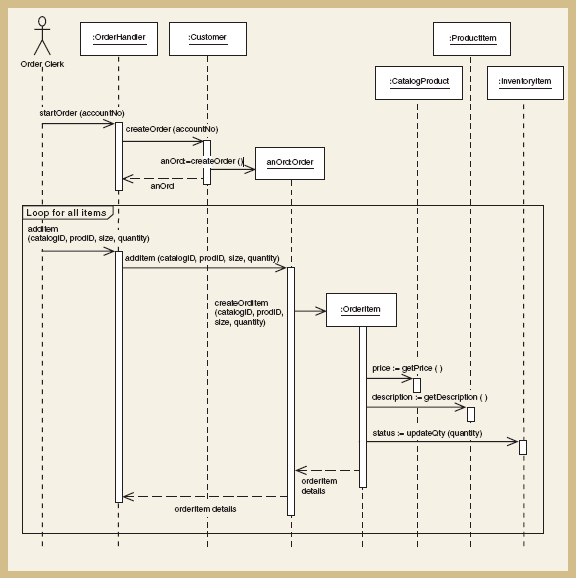 :OrderHandler
:Customer
:ProductItem
Order Clerk
:CatalogProduct
:InventoryItem
startOrder (accountNo)
createOrder (accountNo)
anOrd:=createOrder ()
anOrd:Order
anOrd
Loop for all items
addItem
(catalogID, prodID, size, quantity)
addItem (catalogID, prodID, size, quantity)
createOrdItem
(catalogID, prodID,
size, quantity)
:OrderItem
price := getPrice ( )
description := getDescription ( )
status := updateQty (quantity)
orderItem
details
orderItem details